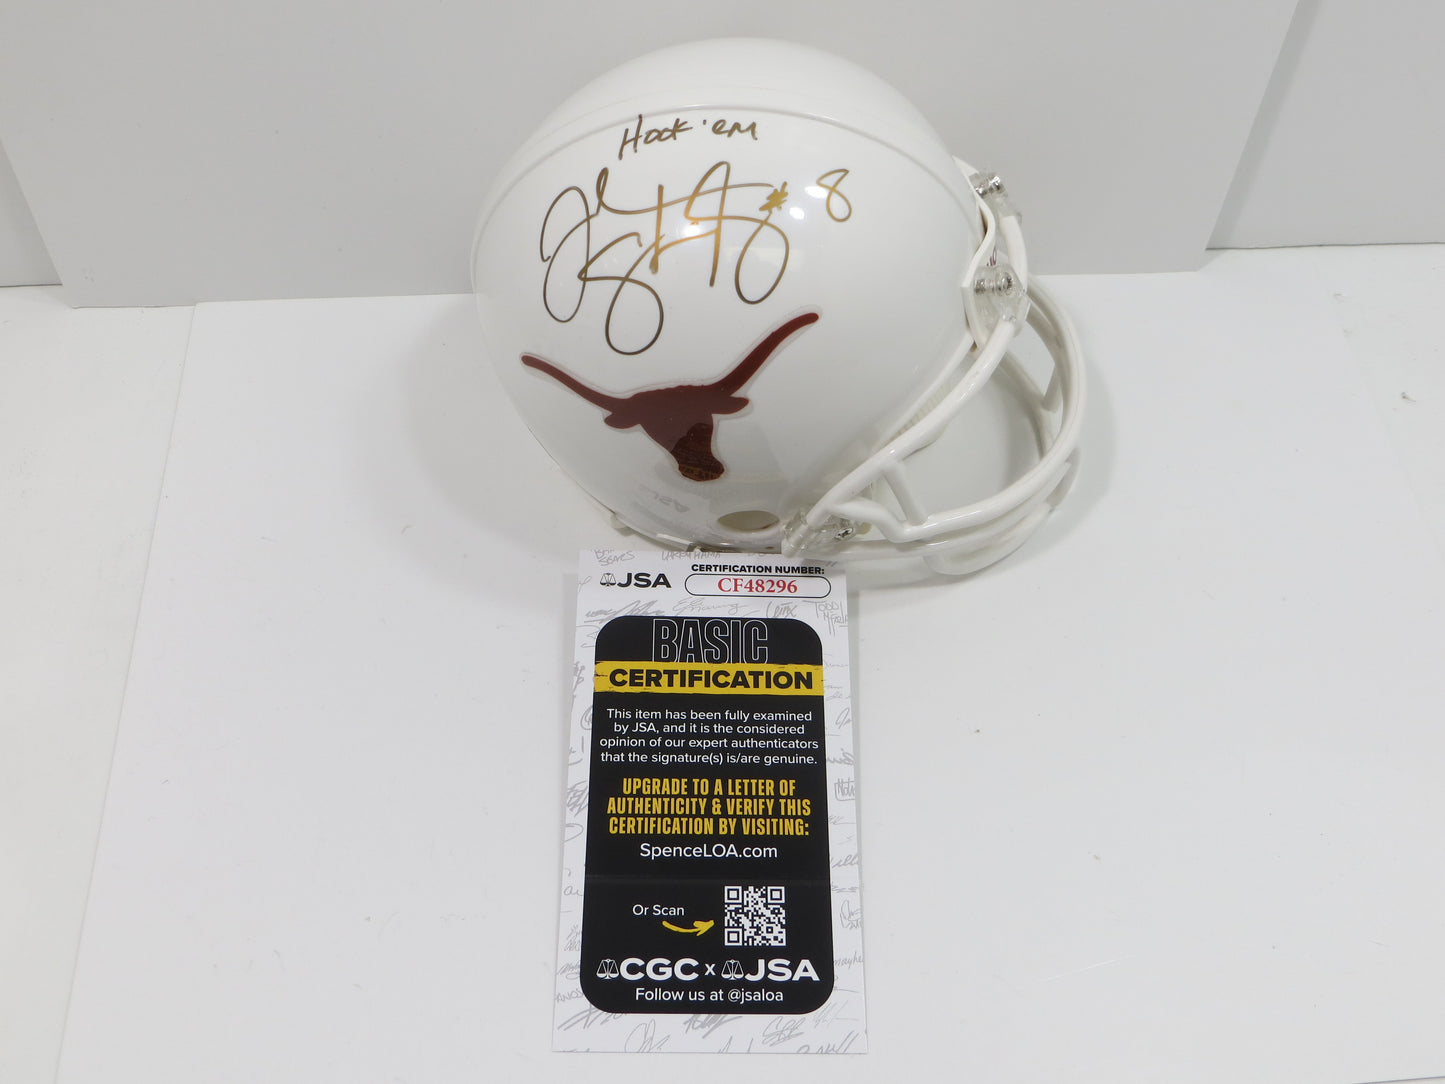 Hook 'em
#8
JSA
CERTIFICATION NUMBER:
CF48296
BASIC
CERTIFICATION
This item has been fully examined
by JSA, and it is the considered
opinion of our expert authenticators
that the signature(s) is/are genuine.
UPGRADE TO A LETTER OF
AUTHENTICITY & VERIFY THIS
CERTIFICATION BY VISITING:
SpenceLOA.com
Or Scan
CGC x JSA
Follow us at @jsaloa